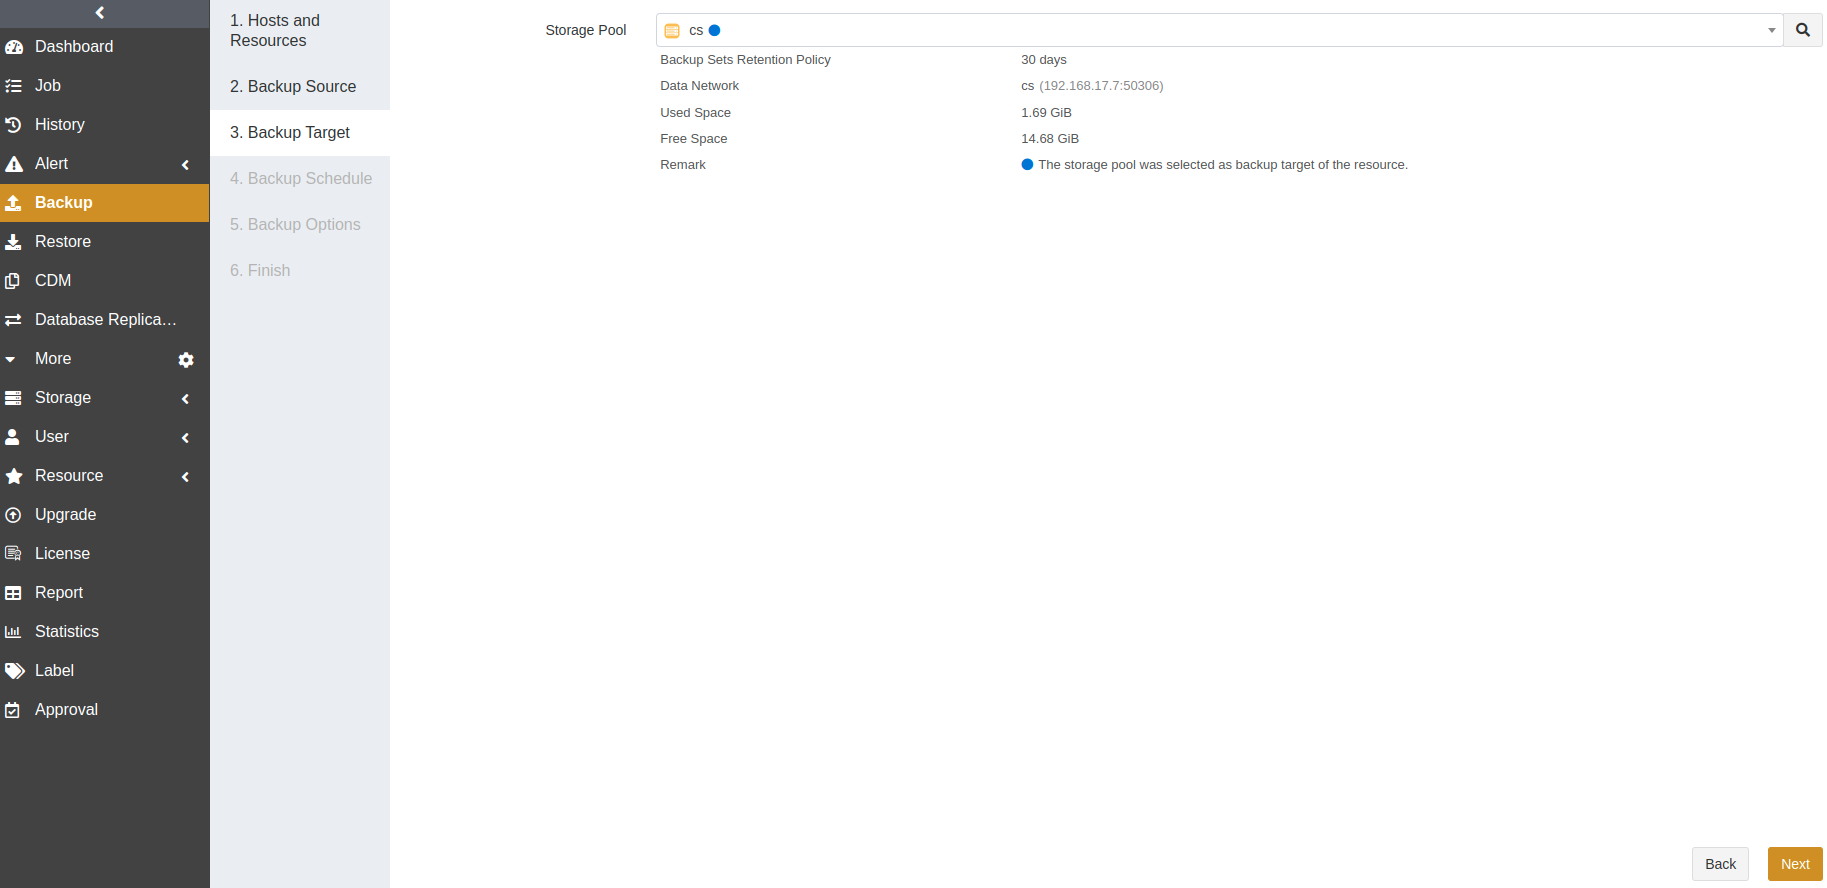 Dashboard
Job
History
Alert
Backup
Restore
CDM
Database Replica…
More
Storage
User
Resource
Upgrade
License
Report
Statistics
Label
Approval
1. Hosts and
Resources
2. Backup Source
3. Backup Target
4. Backup Schedule
5. Backup Options
6. Finish
Storage Pool cs
Backup Sets Retention Policy 30 days
Data Network cs (192.168.17.7:50306)
Used Space 1.69 GiB
Free Space 14.68 GiB
Remark The storage pool was selected as backup target of the resource.
Back Next